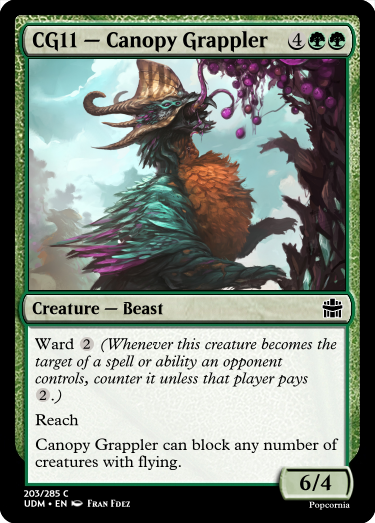 CG11 — Canopy Grappler 4
Creature — Beast
Ward 2 (Whenever this creature becomes the
target of a spell or ability an opponent
controls, counter it unless that player pays
2.)
Reach
Canopy Grappler can block any number of
creatures with flying.
6/4
203/285 C
UDM • EN Fran Fdez
Popcornia